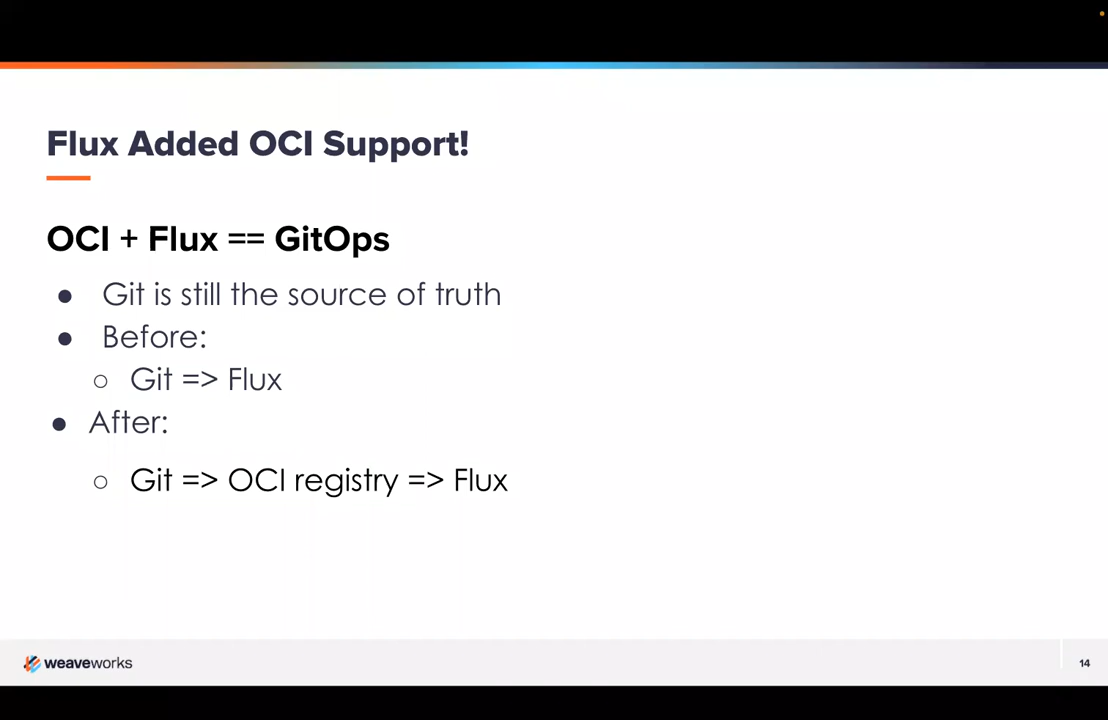 Flux Added OCI Support!
OCI + Flux == GitOps
● Git is still the source of truth
● Before:
○ Git => Flux
● After:
○ Git => OCI registry => Flux
weaveworks
14